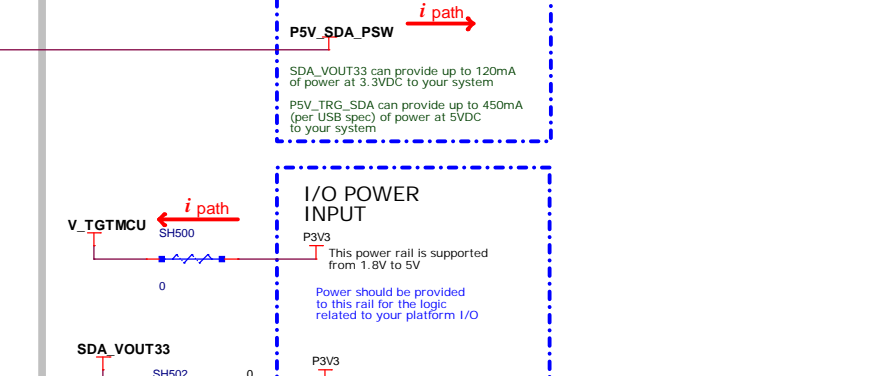 i path
P5V_SDA_PSW
SDA_VOUT33 can provide up to 120mA
of power at 3.3VDC to your system
P5V_TRG_SDA can provide up to 450mA
(per USB spec) of power at 5VDC
to your system
I/O POWER
INPUT
i path
V_TGTMCU
SH500
P3V3
This power rail is supported
from 1.8V to 5V
0
Power should be provided
to this rail for the logic
related to your platform I/O
SDA_VOUT33
P3V3
SH502
0